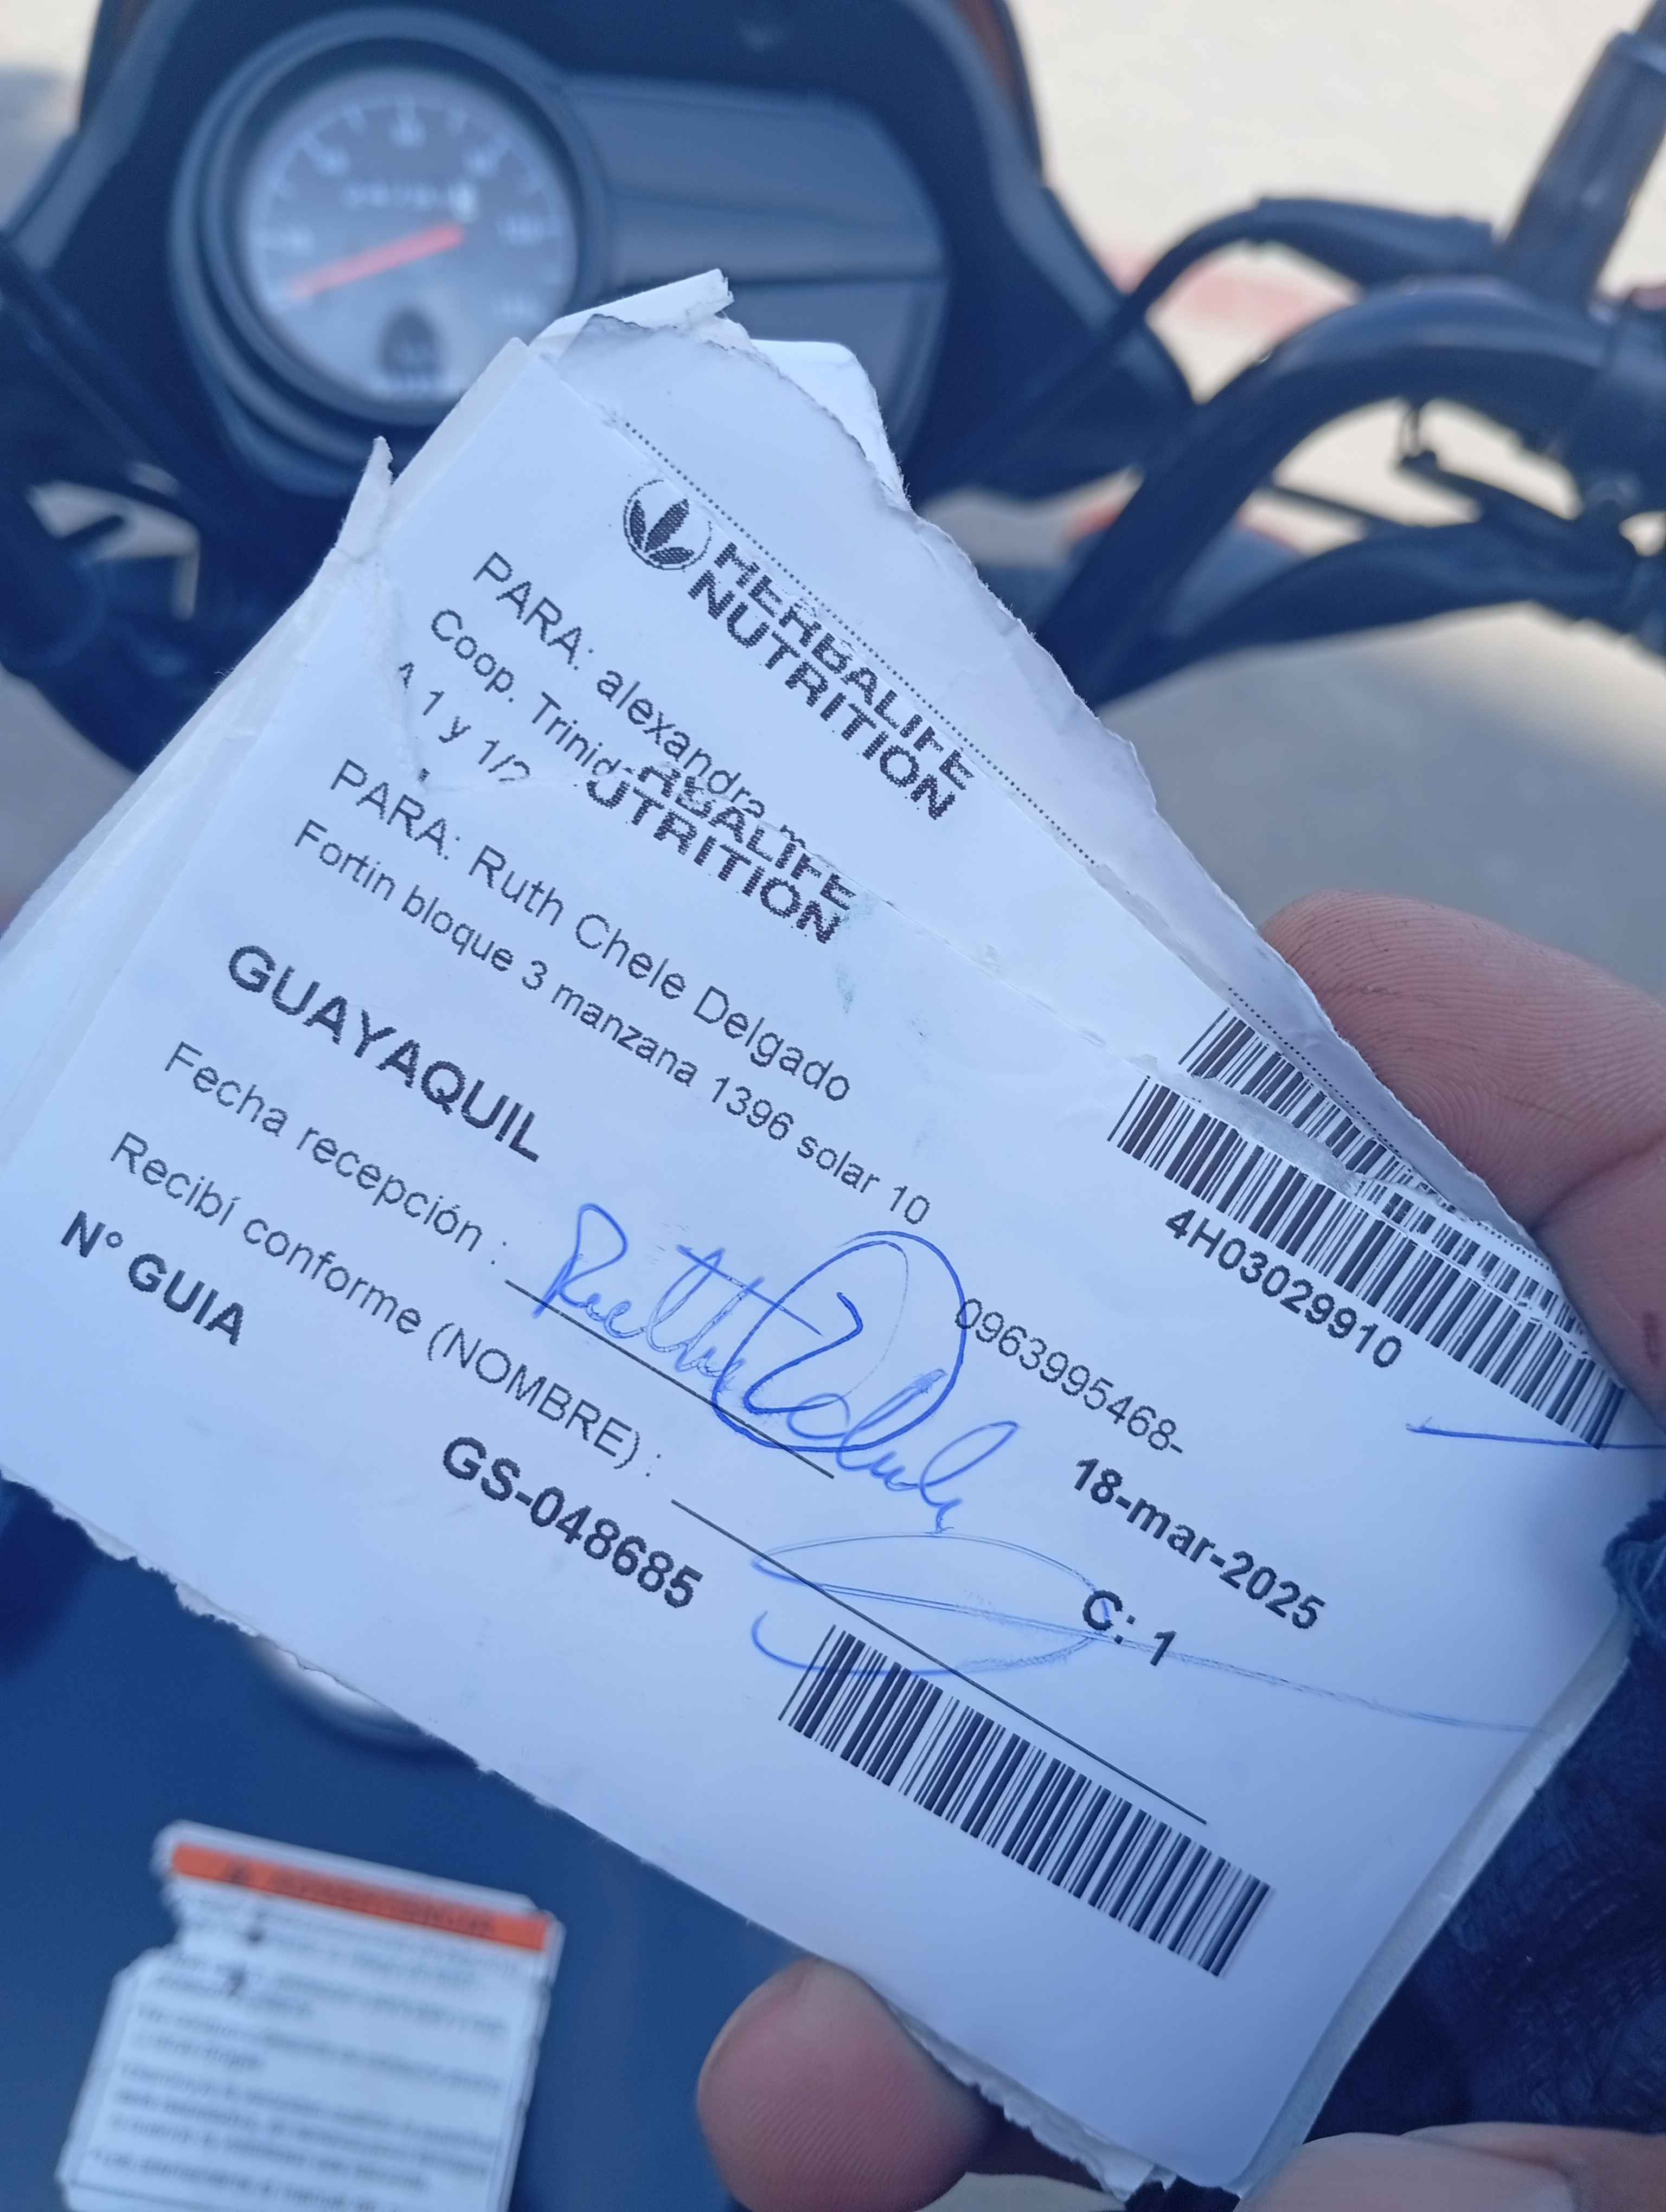 HERBALIFE
NUTRITION
PARA: alexandra
Coop.
1 y 1/2
NUTRITION
PARA: Ruth Chele Delgado
Fortin bloque 3 manzana 1396 solar 10
4H03029910
GUAYAQUIL
0963995468-
Fecha recepción :
18-mar-2025
Recibí conforme (NOMBRE) :
C: 1
N° GUIA
GS-048685